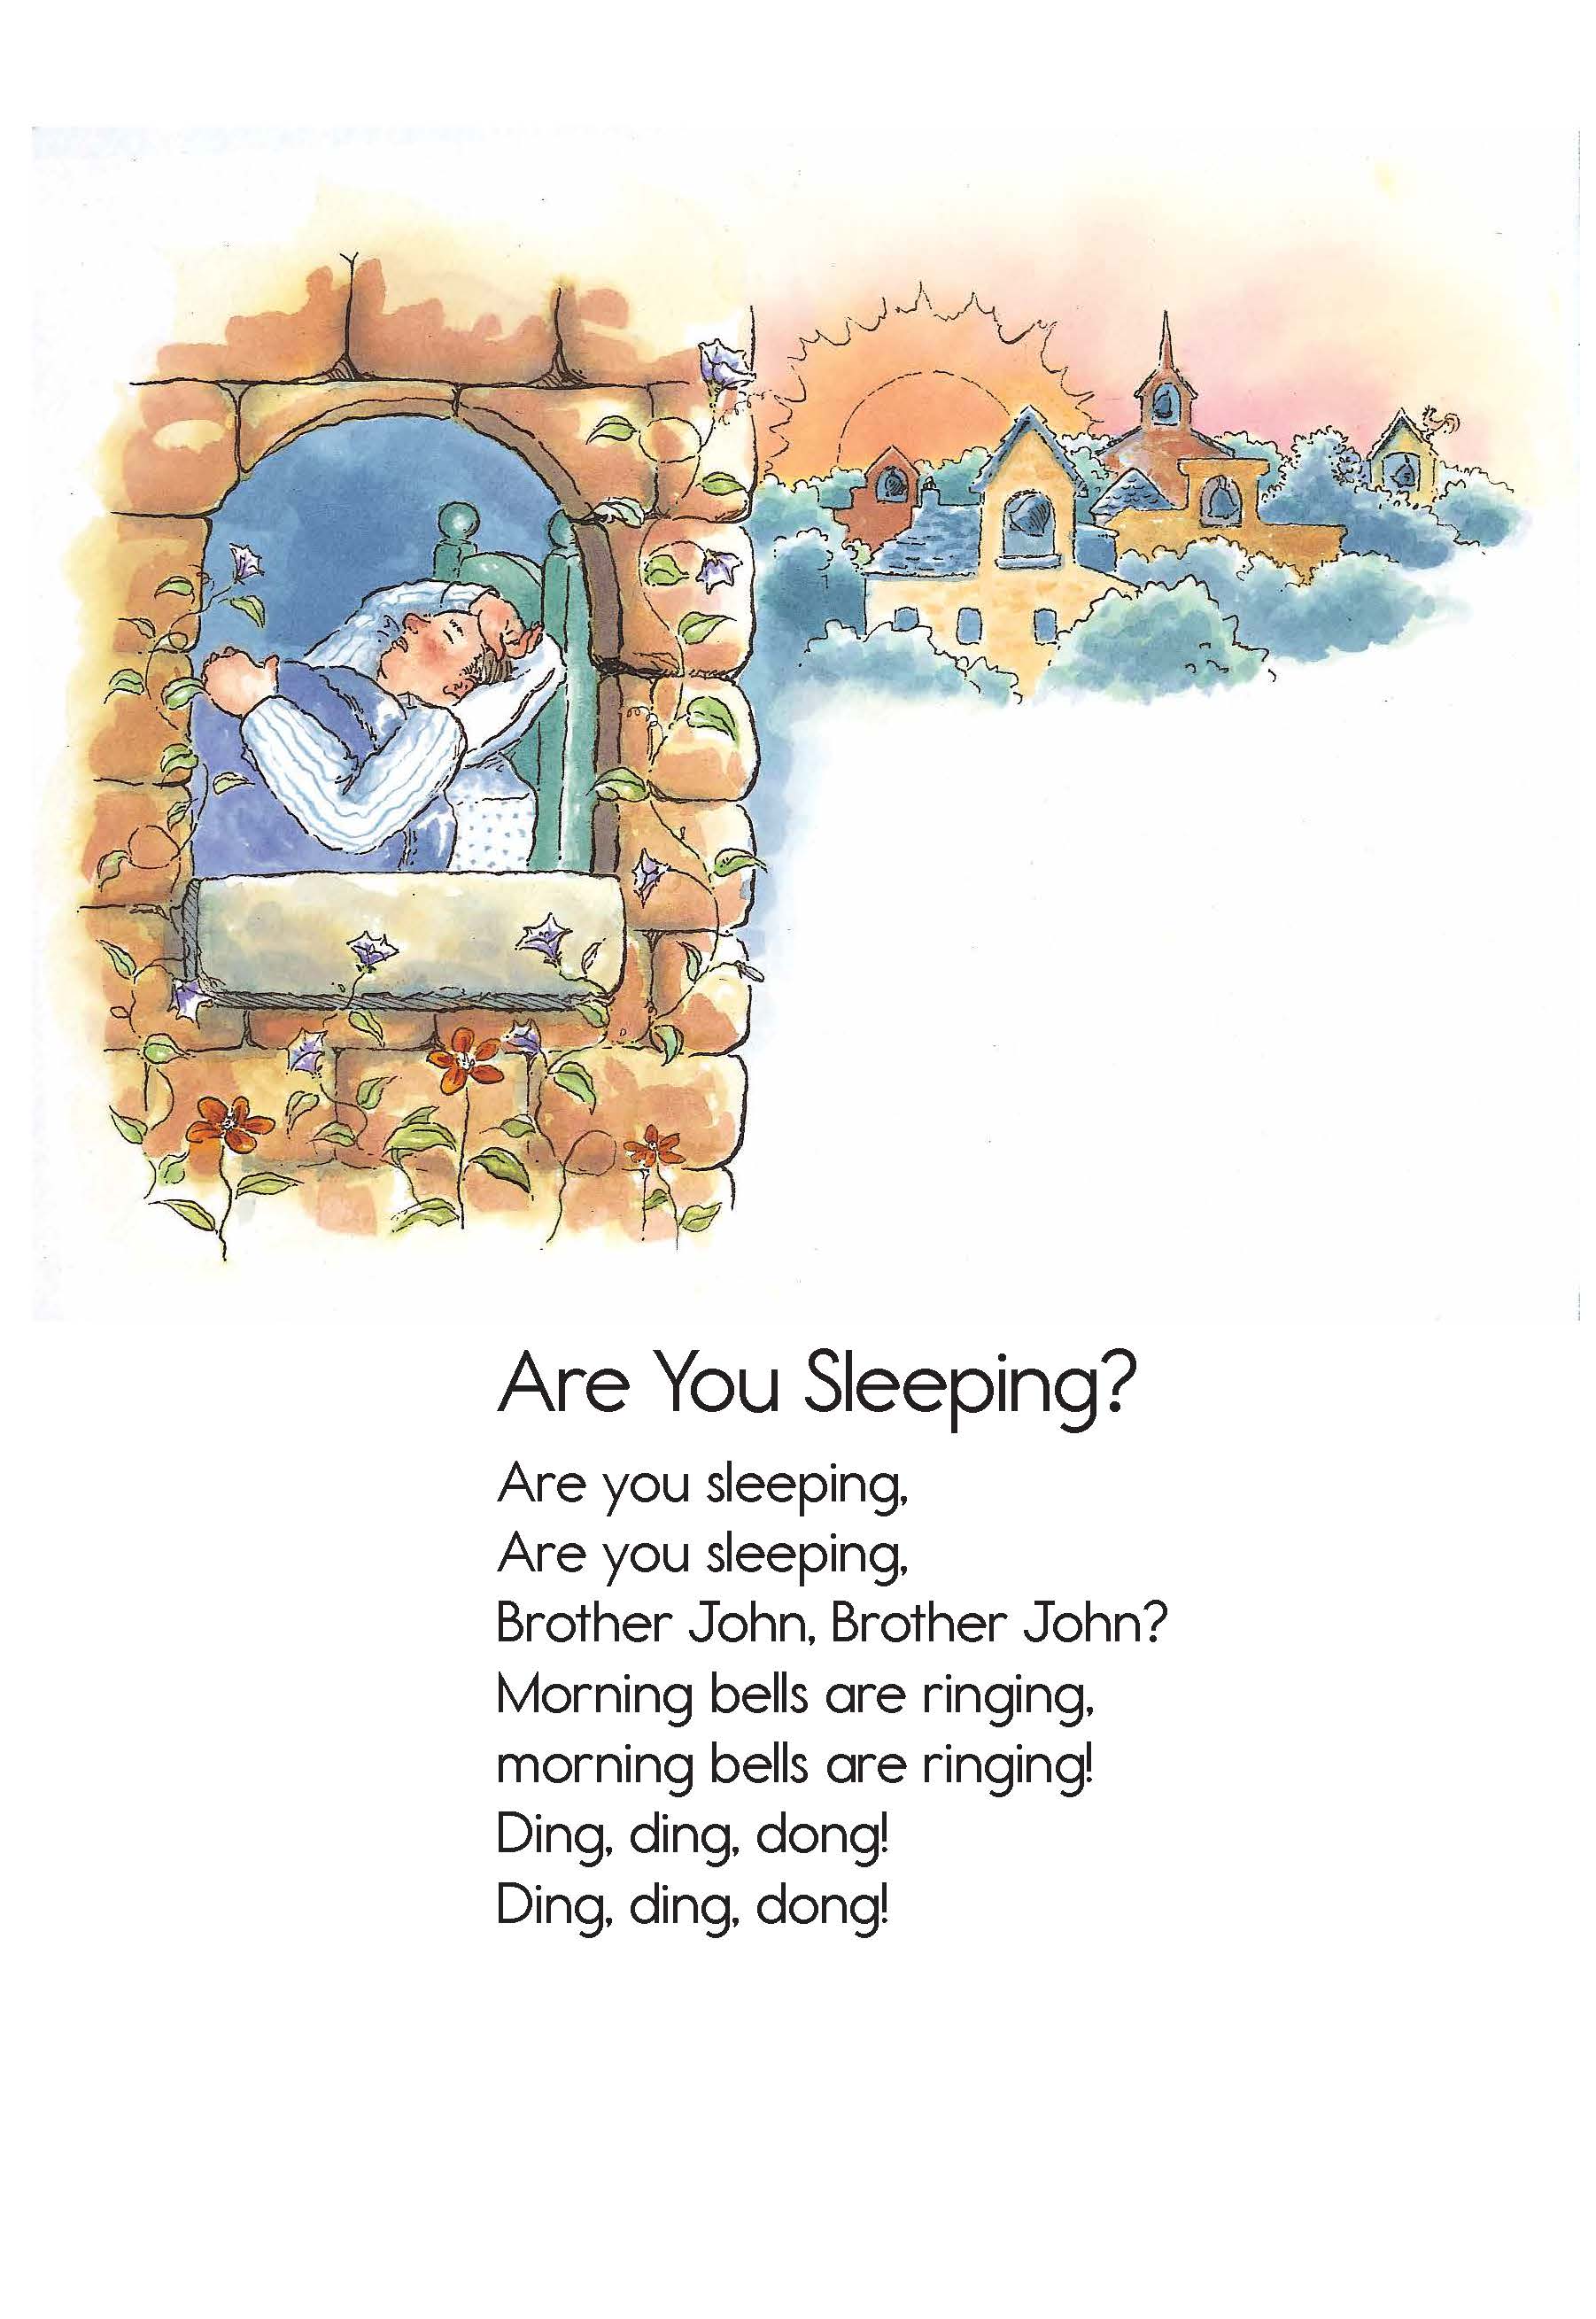 Are You Sleeping?
Are you sleeping,
Are you sleeping,
Brother John, Brother John?
Morning bells are ringing,
morning bells are ringing!
Ding, ding, dong!
Ding, ding, dong!